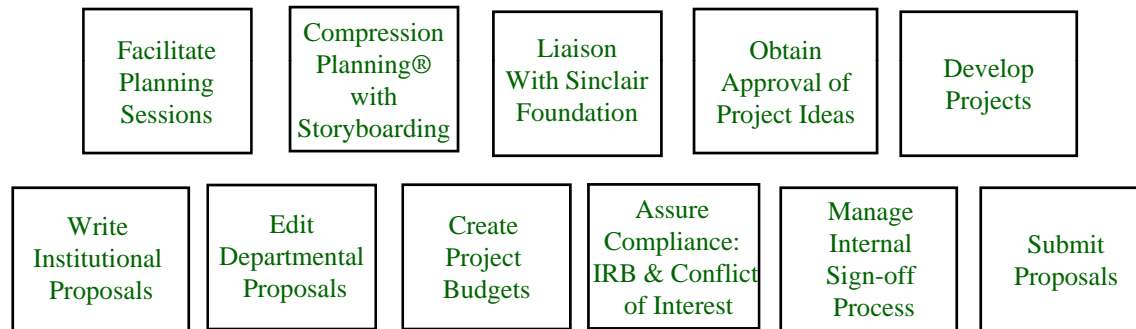 Facilitate
Planning
Sessions
Compression
Planning®
with
Storyboarding
Liaison
With Sinclair
Foundation
Obtain
Approval of
Project Ideas
Develop
Projects
Write
Institutional
Proposals
Edit
Departmental
Proposals
Create
Project
Budgets
Assure
Compliance:
IRB & Conflict
of Interest
Manage
Internal
Sign-off
Process
Submit
Proposals